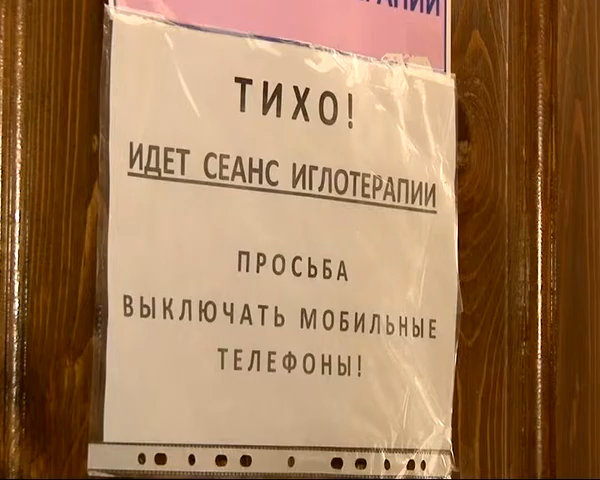 ТИХО!
ИДЕТ СЕАНС ИГЛОТЕРАПИИ
ПРОСЬБА
ВЫКЛЮЧАТЬ МОБИЛЬНЫЕ
ТЕЛЕФОНЫ!